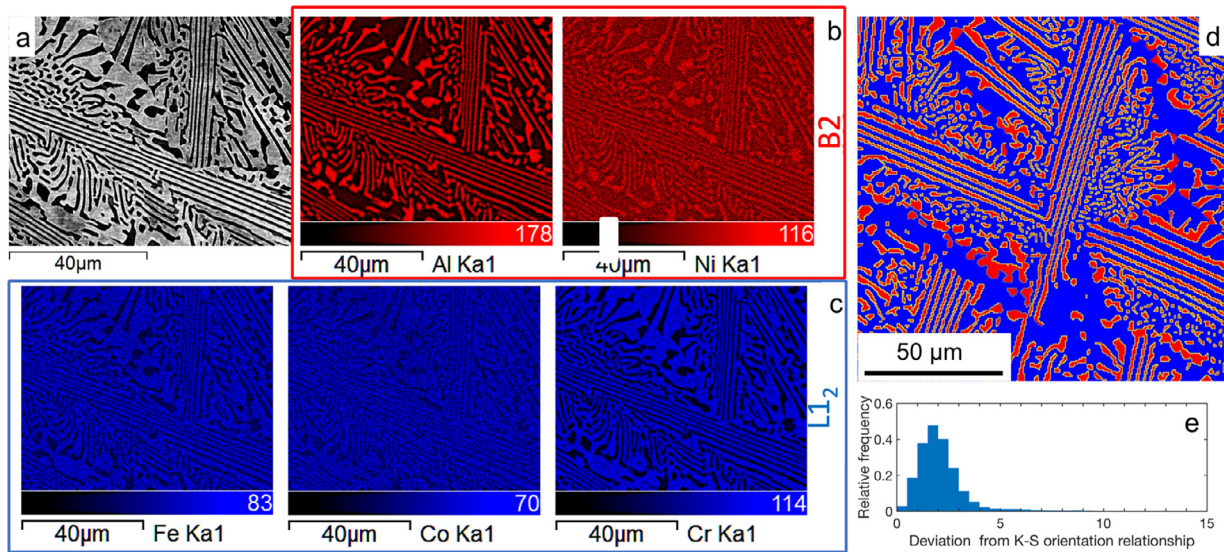 a
40µm
b
178
40µm Al Ka1
116
40µm Ni Ka1
B2
c
83
40µm Fe Ka1
70
40µm Co Ka1
114
40µm Cr Ka1
L1₂
d
50 µm
e
Relative frequency
0.6
0.4
0.2
0
0 5 10 15
Deviation from K-S orientation relationship